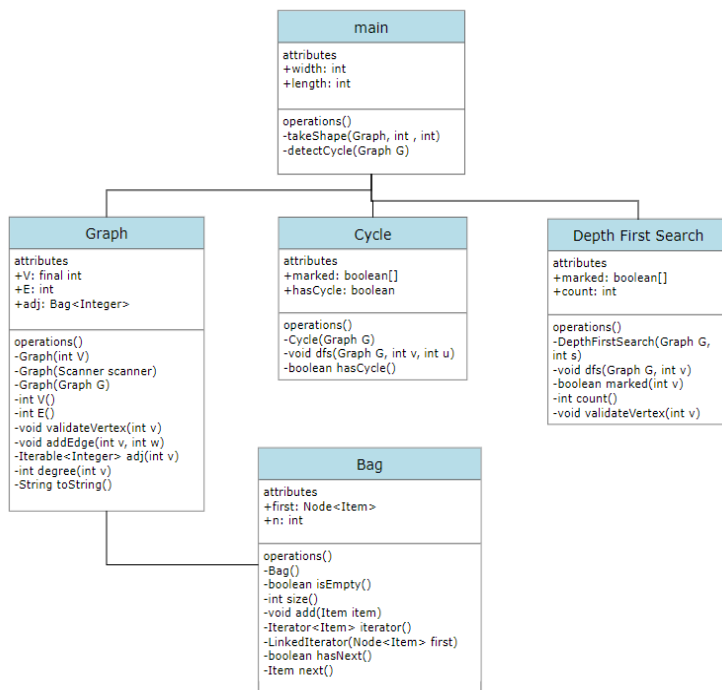 main
attributes
+width: int
+length: int
operations()
-takeShape(Graph, int , int)
-detectCycle(Graph G)
Graph
attributes
+V: final int
+E: int
+adj: Bag<Integer>
operations()
-Graph(int V)
-Graph(Scanner scanner)
-Graph(Graph G)
-int V()
-int E()
-void validateVertex(int v)
-void addEdge(int v, int w)
-Iterable<Integer> adj(int v)
-int degree(int v)
-String toString()
Cycle
attributes
+marked: boolean[]
+hasCycle: boolean
operations()
-Cycle(Graph G)
-void dfs(Graph G, int v, int u)
-boolean hasCycle()
Depth First Search
attributes
+marked: boolean[]
+count: int
operations()
-DepthFirstSearch(Graph G,
int s)
-void dfs(Graph G, int v)
-boolean marked(int v)
-int count()
-void validateVertex(int v)
Bag
attributes
+first: Node<Item>
+n: int
operations()
-Bag()
-boolean isEmpty()
-int size()
-void add(Item item)
-Iterator<Item> iterator()
-LinkedIterator(Node<Item> first)
-boolean hasNext()
-Item next()